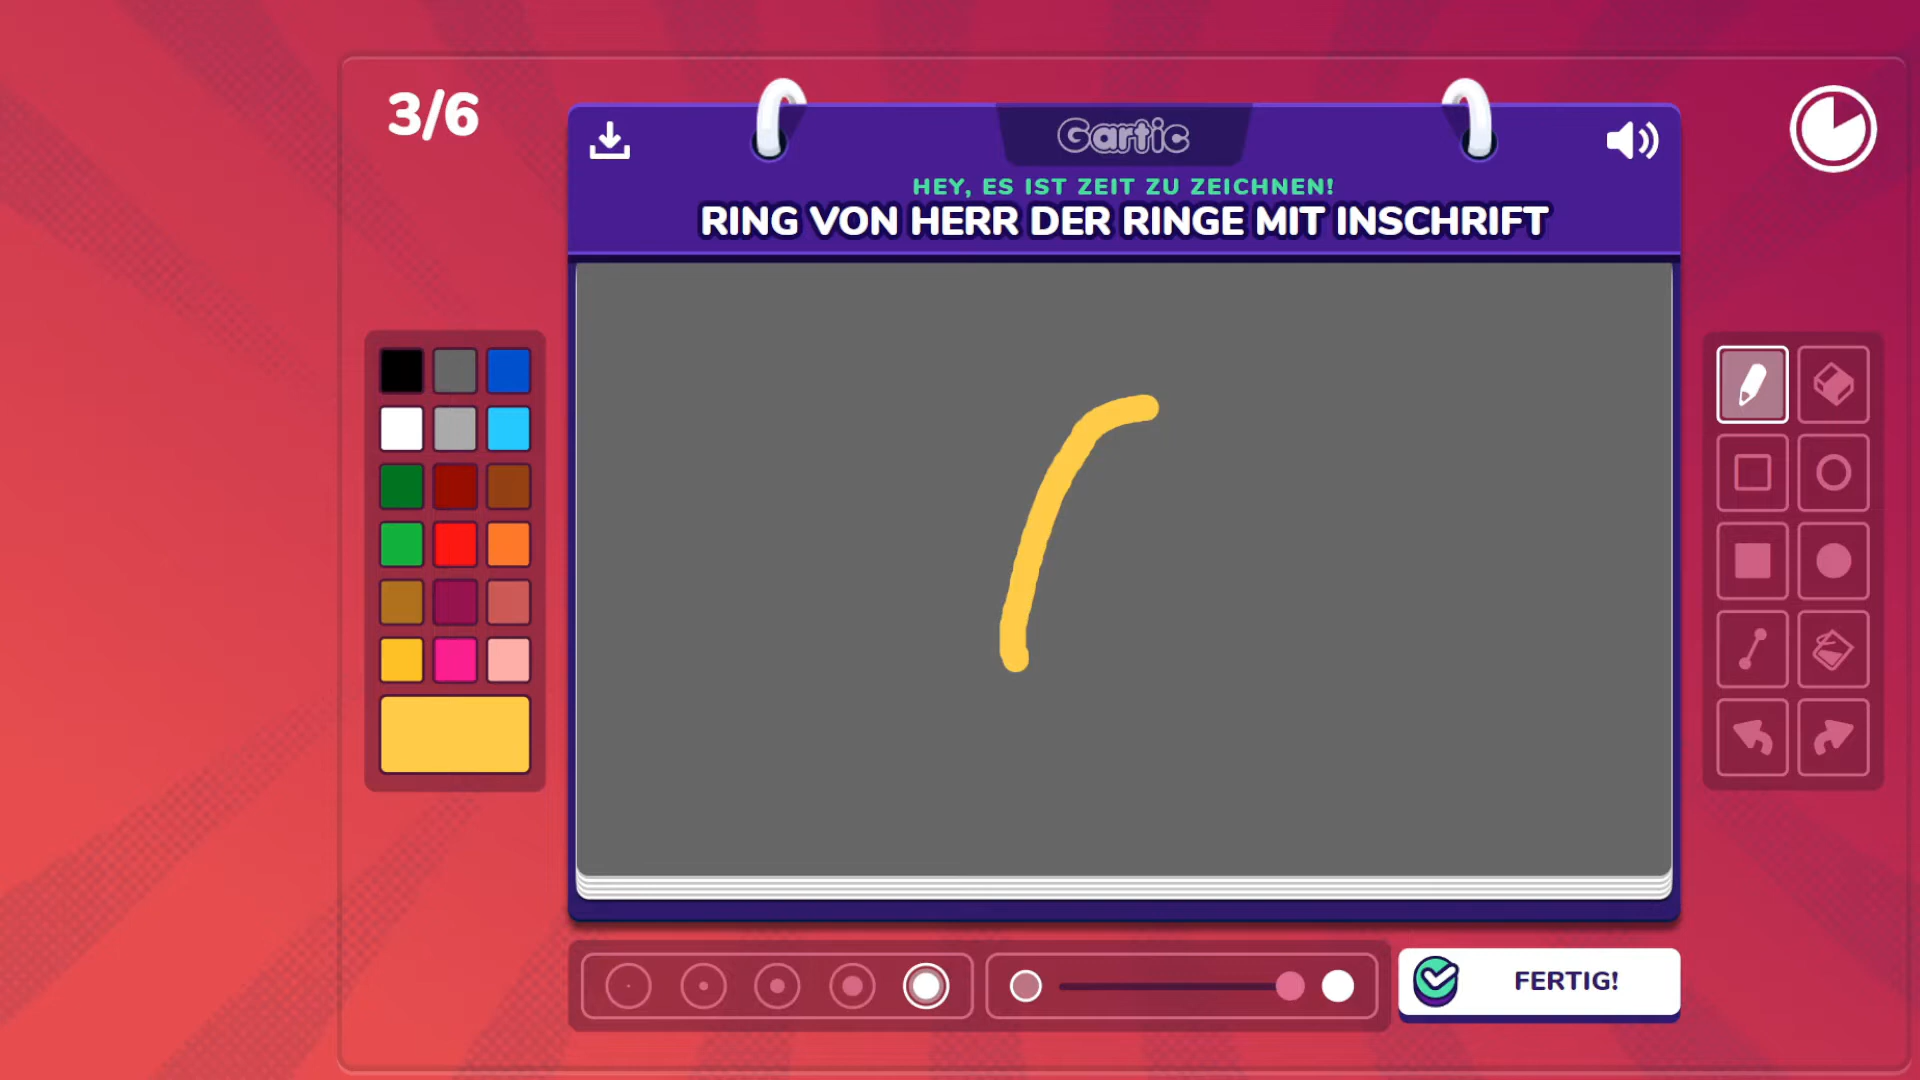 3/6
Gartic
HEY, ES IST ZEIT ZU ZEICHNEN!
RING VON HERR DER RINGE MIT INSCHRIFT
FERTIG!